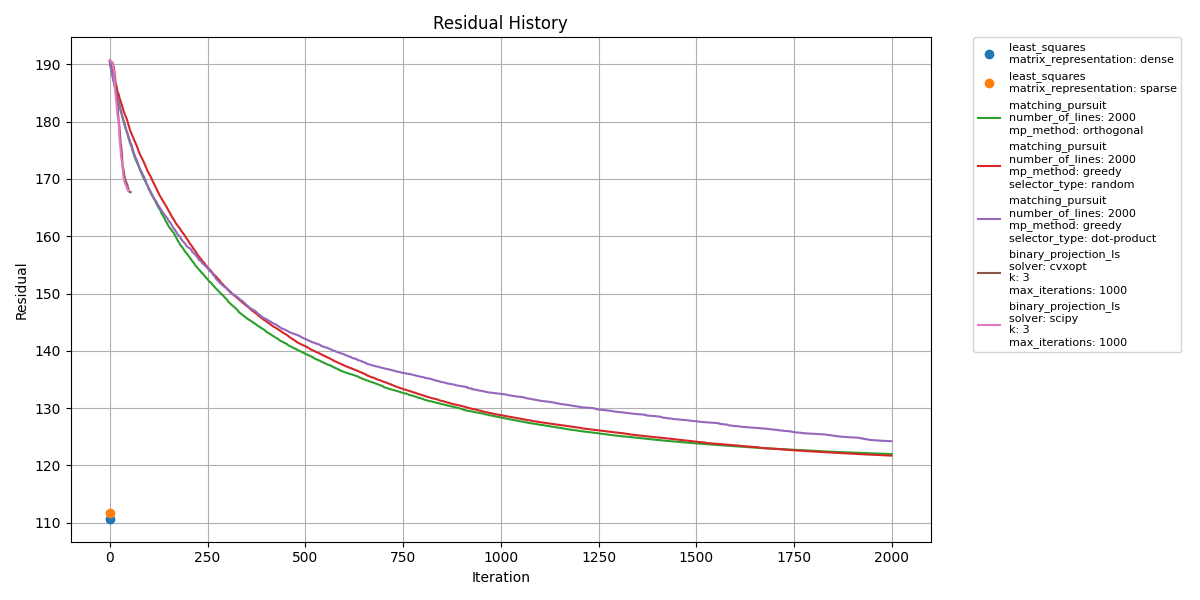 Residual History
190
180
170
160
150
140
130
120
110
Residual
0
250
500
750
1000
1250
1500
1750
2000
Iteration
least_squares
matrix_representation: dense
least_squares
matrix_representation: sparse
matching_pursuit
number_of_lines: 2000
mp_method: orthogonal
matching_pursuit
number_of_lines: 2000
mp_method: greedy
selector_type: random
matching_pursuit
number_of_lines: 2000
mp_method: greedy
selector_type: dot-product
binary_projection_ls
solver: cvxopt
k: 3
max_iterations: 1000
binary_projection_ls
solver: scipy
k: 3
max_iterations: 1000